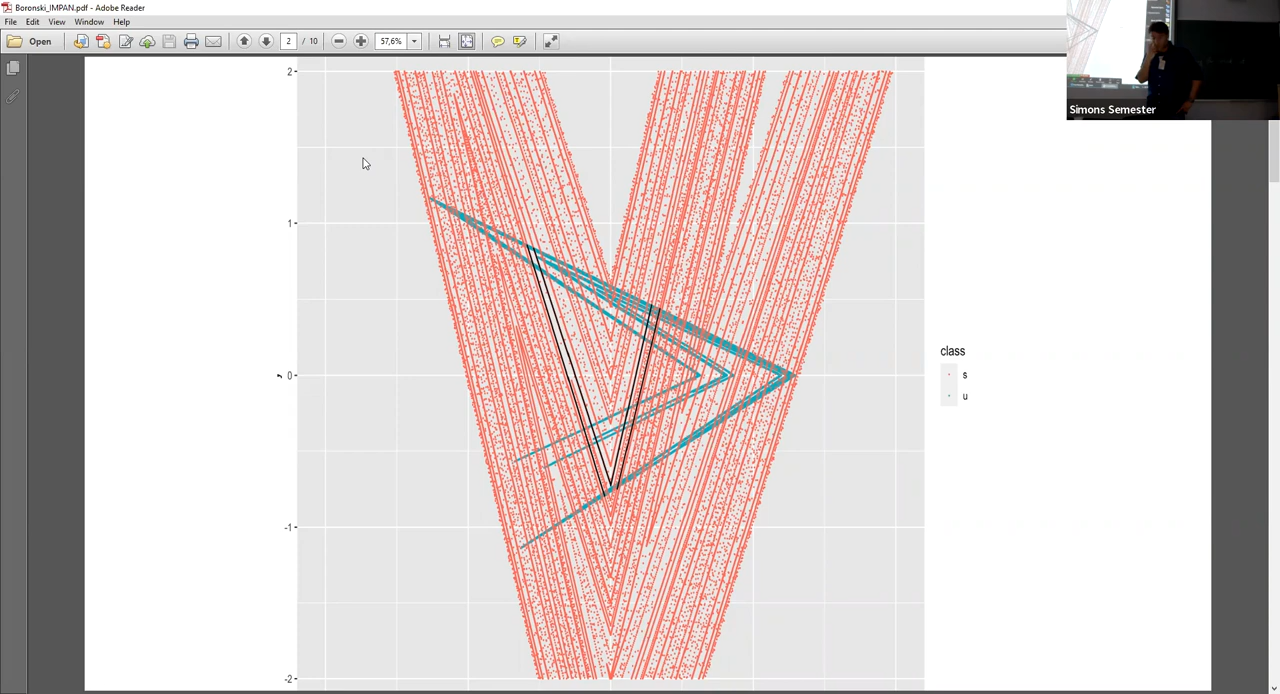 Boronski_IMPAN.pdf - Adobe Reader
File Edit View Window Help
Open 2 / 10 57,6%
Simons Semester
2
1
0
-1
-2
class
s
u